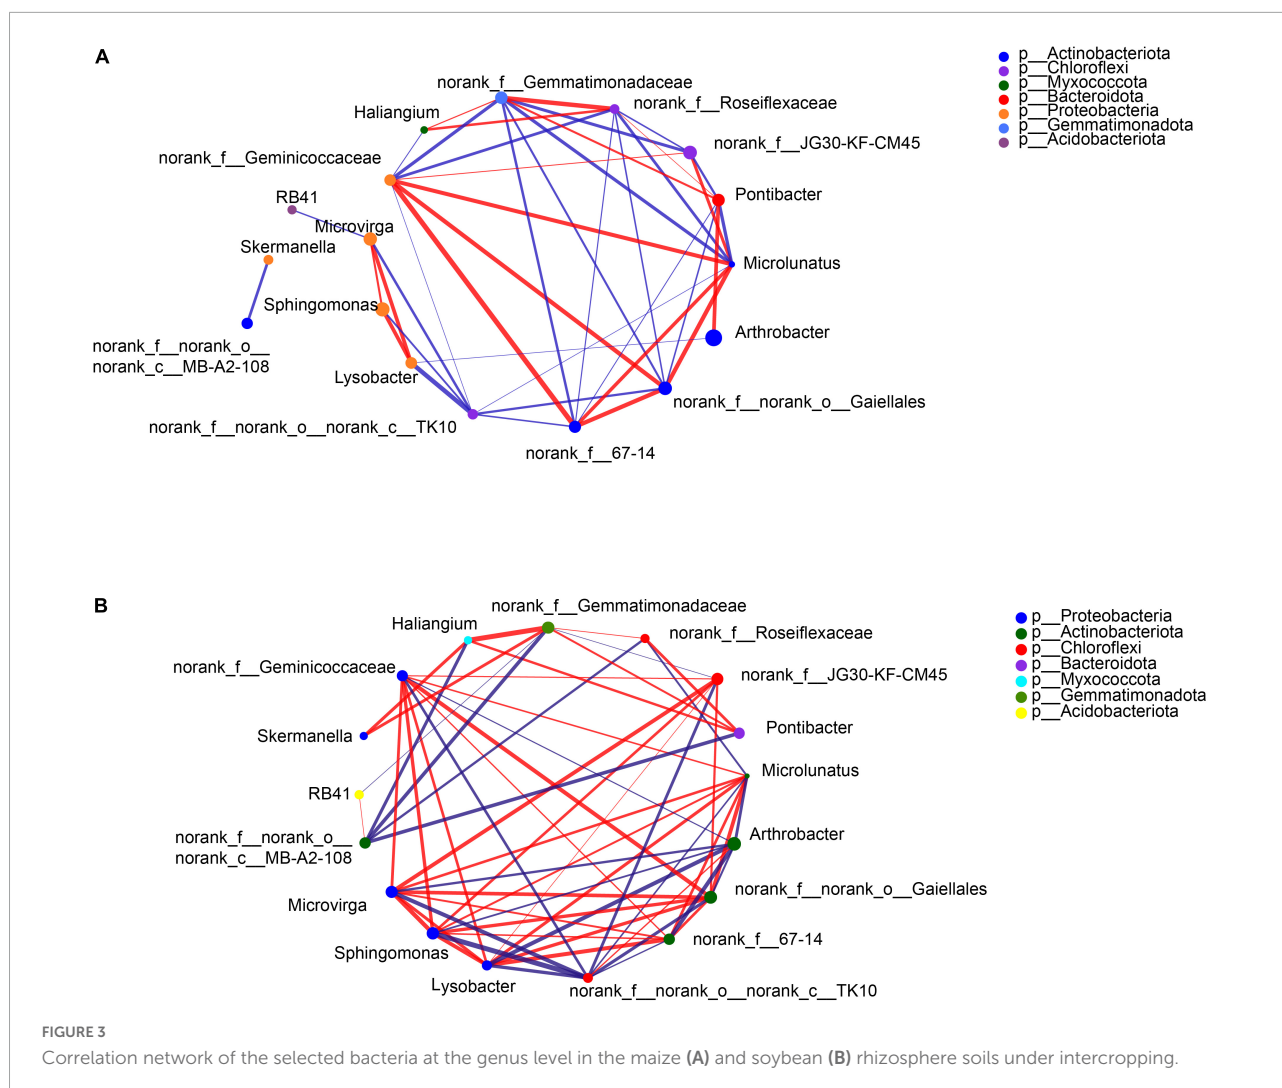 A
norank_f__Gemmatimonadaceae
Haliangium
norank_f__Roseiflexaceae
norank_f__JG30-KF-CM45
norank_f__Geminicoccaceae
Pontibacter
RB41
Microvirga
Skermanella
Microlunatus
Sphingomonas
Arthrobacter
norank_f__norank_o__
norank_c__MB-A2-108
Lysobacter
norank_f__norank_o__Gaiellales
norank_f__norank_o__norank_c__TK10
norank_f__67-14
p__Actinobacteriota
p__Chloroflexi
p__Myxococcota
p__Bacteroidota
p__Proteobacteria
p__Gemmatimonadota
p__Acidobacteriota
B
norank_f__Gemmatimonadaceae
Haliangium
norank_f__Roseiflexaceae
norank_f__Geminicoccaceae
norank_f__JG30-KF-CM45
Skermanella
Pontibacter
RB41
Microlunatus
norank_f__norank_o__
norank_c__MB-A2-108
Arthrobacter
Microvirga
norank_f__norank_o__Gaiellales
Sphingomonas
norank_f__67-14
Lysobacter
norank_f__norank_o__norank_c__TK10
p__Proteobacteria
p__Actinobacteriota
p__Chloroflexi
p__Bacteroidota
p__Myxococcota
p__Gemmatimonadota
p__Acidobacteriota
FIGURE 3
Correlation network of the selected bacteria at the genus level in the maize (A) and soybean (B) rhizosphere soils under intercropping.